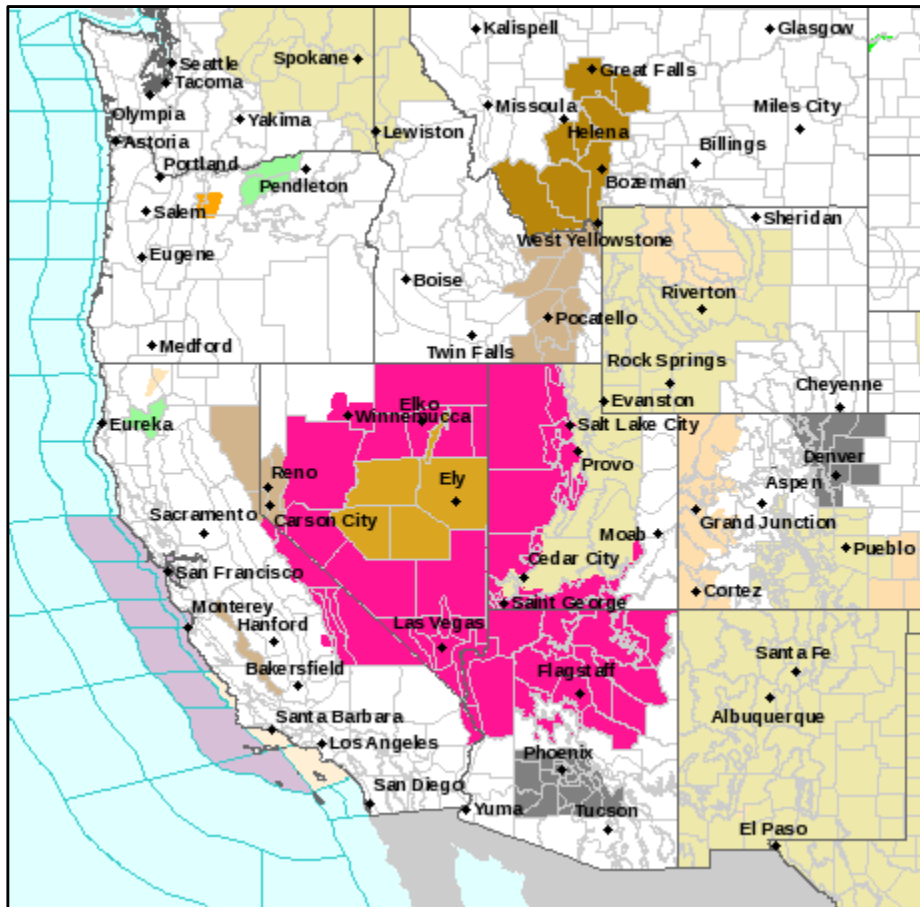 Kalispell
Glasgow
Seattle
Spokane
Great Falls
Tacoma
Missoula
Miles City
Olympia
Yakima
Helena
Lewiston
Astoria
Billings
Portland
Pendleton
Bozeman
Salem
Sheridan
West Yellowstone
Eugene
Boise
Riverton
Pocatello
Medford
Twin Falls
Rock Springs
Cheyenne
Elko
Evanston
Winnemucca
Eureka
Salt Lake City
Provo
Denver
Reno
Ely
Aspen
Sacramento
Carson City
Grand Junction
Moab
Pueblo
San Francisco
Cedar City
Cortez
Monterey
Saint George
Hanford
Las Vegas
Santa Fe
Bakersfield
Flagstaff
Albuquerque
Santa Barbara
Los Angeles
Phoenix
San Diego
Yuma
Tucson
El Paso